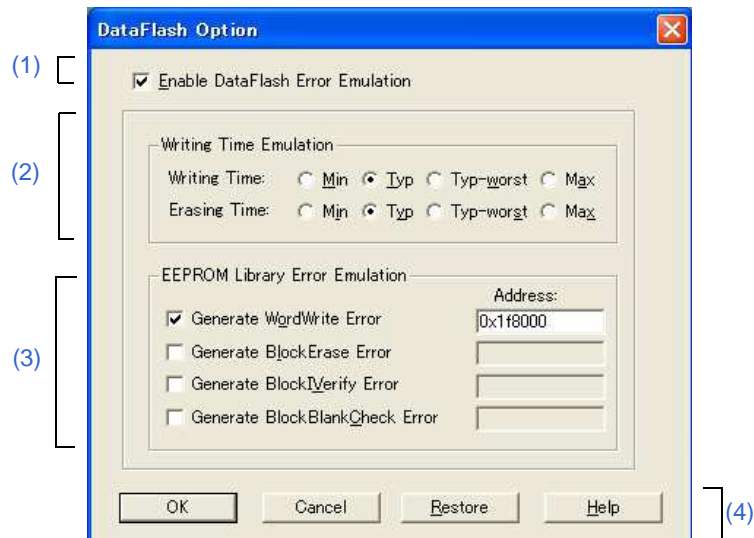 DataFlash Option
(1)
Enable DataFlash Error Emulation
(2)
Writing Time Emulation
Writing Time: Min Typ Typ-worst Max
Erasing Time: Min Typ Typ-worst Max
(3)
EEPROM Library Error Emulation
Address:
Generate WordWrite Error 0x1f8000
Generate BlockErase Error
Generate BlockIVerify Error
Generate BlockBlankCheck Error
OK Cancel Restore Help
(4)